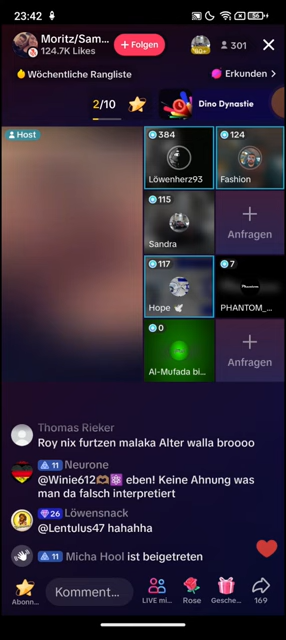 23:42
56
Moritz/Sam...
124.7K Likes
+ Folgen
301
Wöchentliche Rangliste
Erkunden >
2/10
Dino Dynastie
Host
384
Löwenherz93
124
Fashion
115
Sandra
+
Anfragen
117
Hope 🕊
7
PHANTOM_...
0
Al-Mufada bi...
+
Anfragen
Thomas Rieker
Roy nix furtzen malaka Alter walla broooo
11 Neurone
@Winie612🫶🏽⚛️ eben! Keine Ahnung was
man da falsch interpretiert
26 Löwensnack
@Lentulus47 hahahha
11 Micha Hool ist beigetreten
Abonn...
Komment...
LIVE mi...
Rose
Gesche...
169